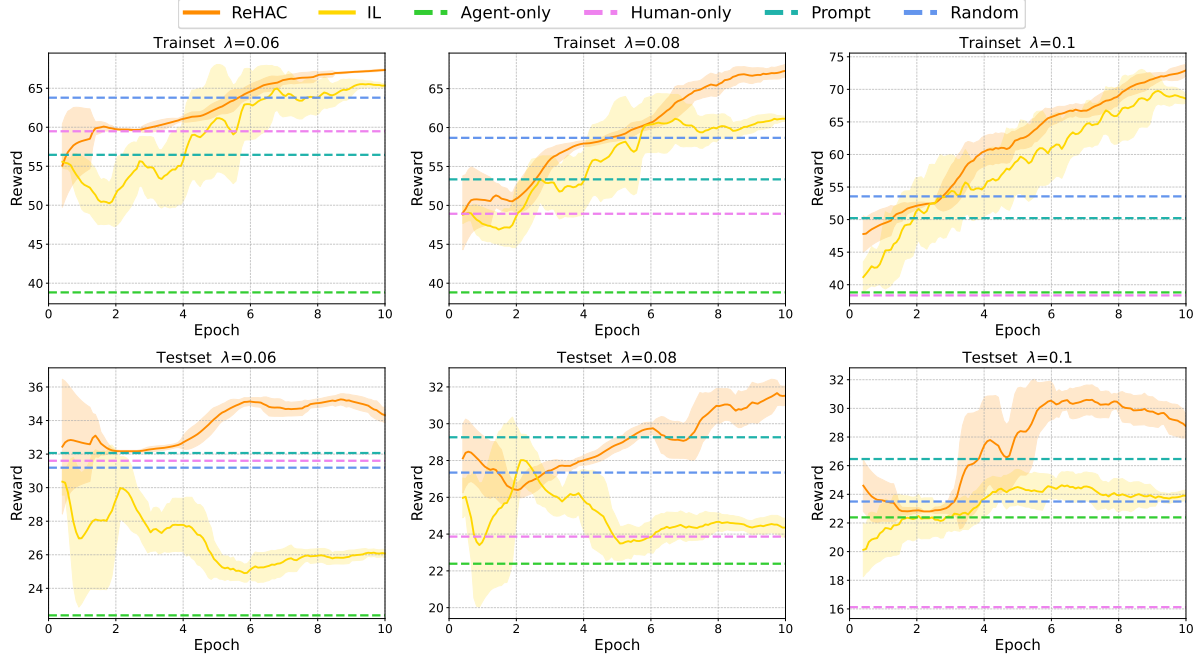 ReHAC IL Agent-only Human-only Prompt Random
Trainset λ=0.06
Reward
65
60
55
50
45
40
0 2 4 6 8 10
Epoch
Trainset λ=0.08
Reward
65
60
55
50
45
40
0 2 4 6 8 10
Epoch
Trainset λ=0.1
Reward
75
70
65
60
55
50
45
40
0 2 4 6 8 10
Epoch
Testset λ=0.06
Reward
36
34
32
30
28
26
24
0 2 4 6 8 10
Epoch
Testset λ=0.08
Reward
32
30
28
26
24
22
20
0 2 4 6 8 10
Epoch
Testset λ=0.1
Reward
32
30
28
26
24
22
20
18
16
0 2 4 6 8 10
Epoch